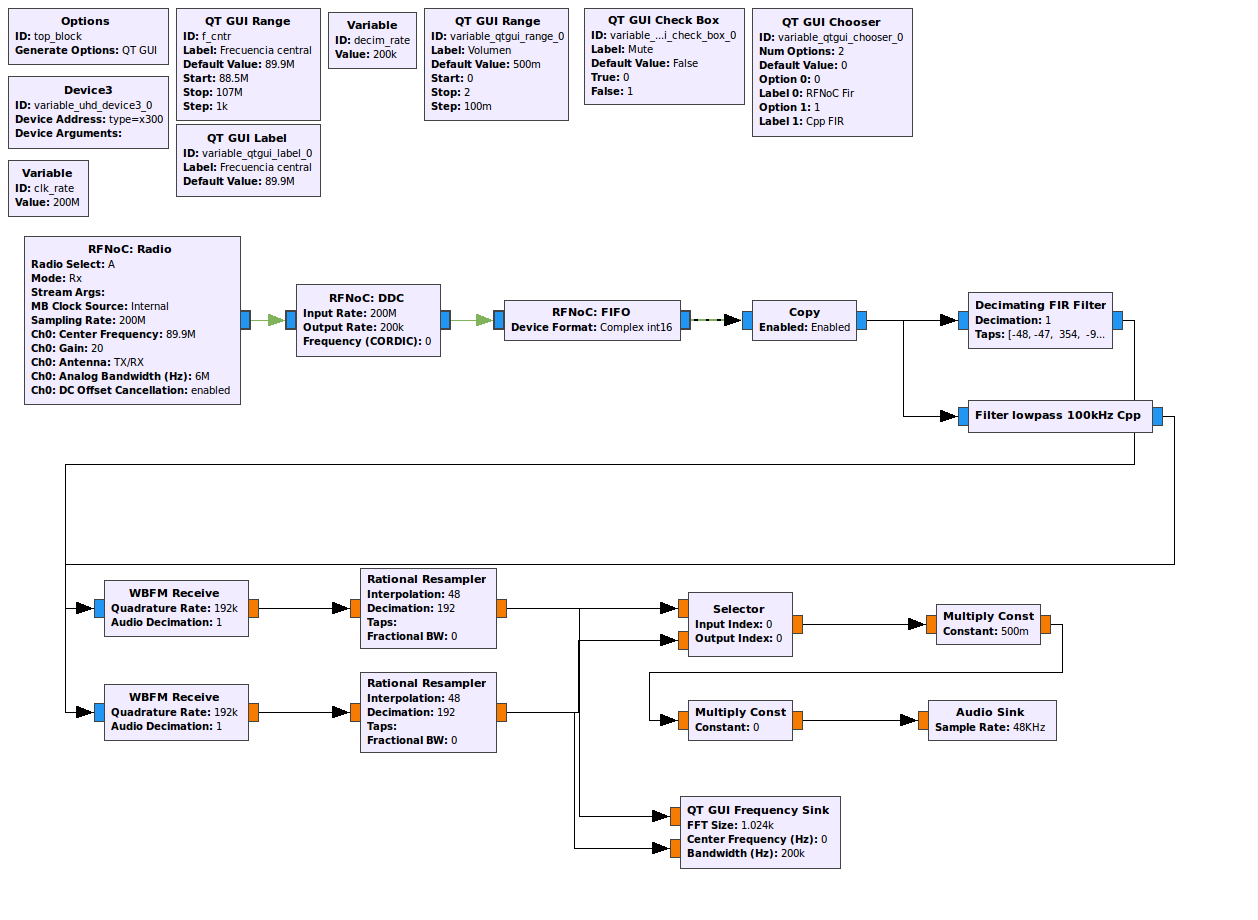 Options
ID: top_block
Generate Options: QT GUI
Device3
ID: variable_uhd_device3_0
Device Address: type=x300
Device Arguments:
Variable
ID: clk_rate
Value: 200M
QT GUI Range
ID: f_cntr
Label: Frecuencia central
Default Value: 89.9M
Start: 88.5M
Stop: 107M
Step: 1k
QT GUI Label
ID: variable_qtgui_label_0
Label: Frecuencia central
Default Value: 89.9M
Variable
ID: decim_rate
Value: 200k
QT GUI Range
ID: variable_qtgui_range_0
Label: Volumen
Default Value: 500m
Start: 0
Stop: 2
Step: 100m
QT GUI Check Box
ID: variable_...i_check_box_0
Label: Mute
Default Value: False
True: 0
False: 1
QT GUI Chooser
ID: variable_qtgui_chooser_0
Num Options: 2
Default Value: 0
Option 0: 0
Label 0: RFNoC Fir
Option 1: 1
Label 1: Cpp FIR
RFNoC: Radio
Radio Select: A
Mode: Rx
Stream Args:
MB Clock Source: Internal
Sampling Rate: 200M
Ch0: Center Frequency: 89.9M
Ch0: Gain: 20
Ch0: Antenna: TX/RX
Ch0: Analog Bandwidth (Hz): 6M
Ch0: DC Offset Cancellation: enabled
RFNoC: DDC
Input Rate: 200M
Output Rate: 200k
Frequency (CORDIC): 0
RFNoC: FIFO
Device Format: Complex int16
Copy
Enabled: Enabled
Decimating FIR Filter
Decimation: 1
Taps: [-48, -47, 354, -9...
Filter lowpass 100kHz Cpp
WBFM Receive
Quadrature Rate: 192k
Audio Decimation: 1
Rational Resampler
Interpolation: 48
Decimation: 192
Taps:
Fractional BW: 0
Selector
Input Index: 0
Output Index: 0
Multiply Const
Constant: 500m
WBFM Receive
Quadrature Rate: 192k
Audio Decimation: 1
Rational Resampler
Interpolation: 48
Decimation: 192
Taps:
Fractional BW: 0
Multiply Const
Constant: 0
Audio Sink
Sample Rate: 48KHz
QT GUI Frequency Sink
FFT Size: 1.024k
Center Frequency (Hz): 0
Bandwidth (Hz): 200k